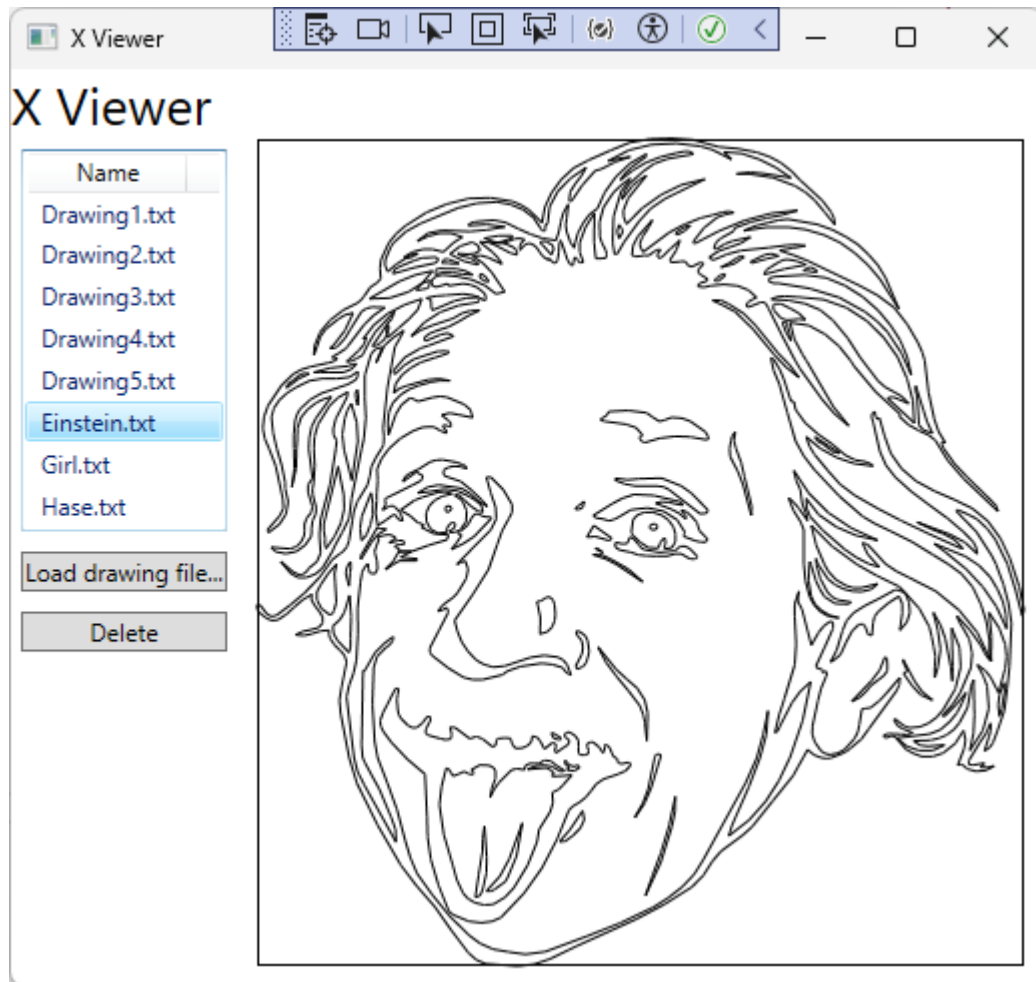 X Viewer
X Viewer
Name
Drawing1.txt
Drawing2.txt
Drawing3.txt
Drawing4.txt
Drawing5.txt
Einstein.txt
Girl.txt
Hase.txt
Load drawing file...
Delete